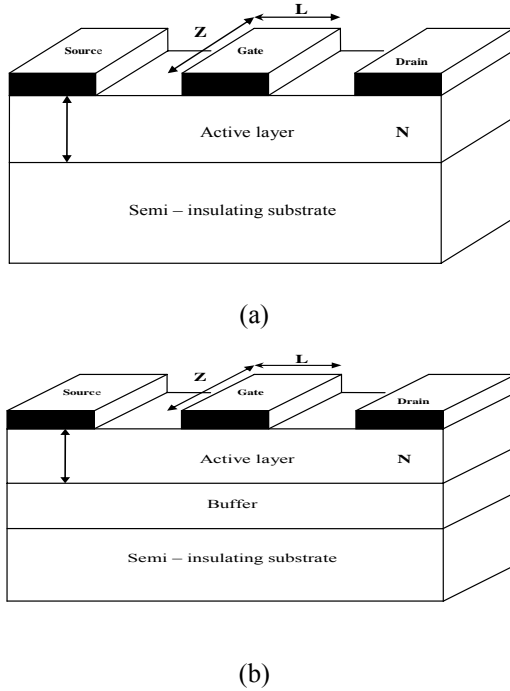 L
Z
Source
Gate
Drain
Active layer N
Semi – insulating substrate
(a)
L
Z
Source
Gate
Drain
Active layer N
Buffer
Semi – insulating substrate
(b)